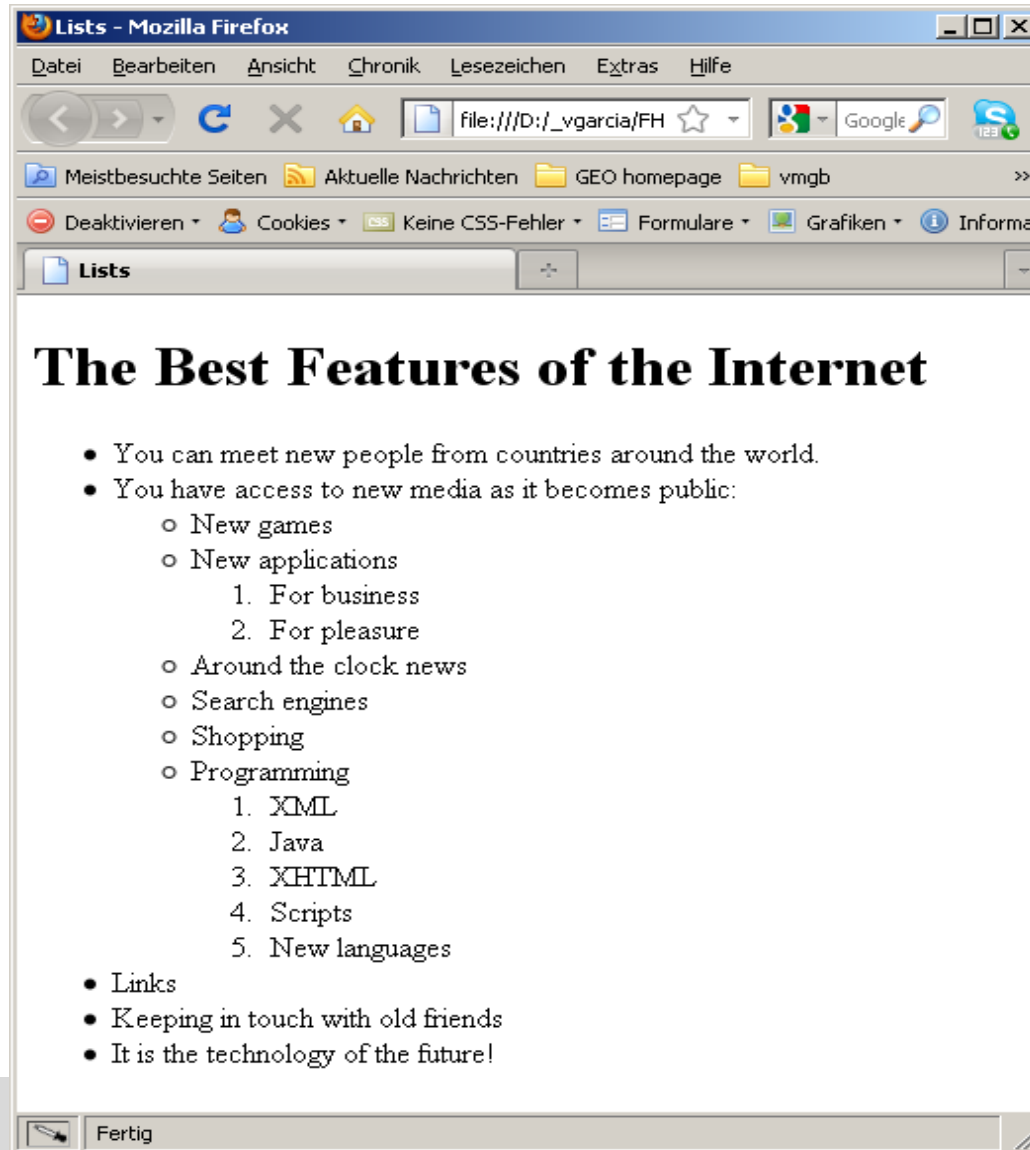 Lists - Mozilla Firefox
Datei Bearbeiten Ansicht Chronik Lesezeichen Extras Hilfe
file:///D:/_vgarcia/FH Google 123
Meistbesuchte Seiten Aktuelle Nachrichten GEO homepage vmgb »
Deaktivieren Cookies CSS Keine CSS-Fehler Formulare Grafiken Informa
Lists
The Best Features of the Internet
• You can meet new people from countries around the world.
• You have access to new media as it becomes public:
o New games
o New applications
1. For business
2. For pleasure
o Around the clock news
o Search engines
o Shopping
o Programming
1. XML
2. Java
3. XHTML
4. Scripts
5. New languages
• Links
• Keeping in touch with old friends
• It is the technology of the future!
Fertig